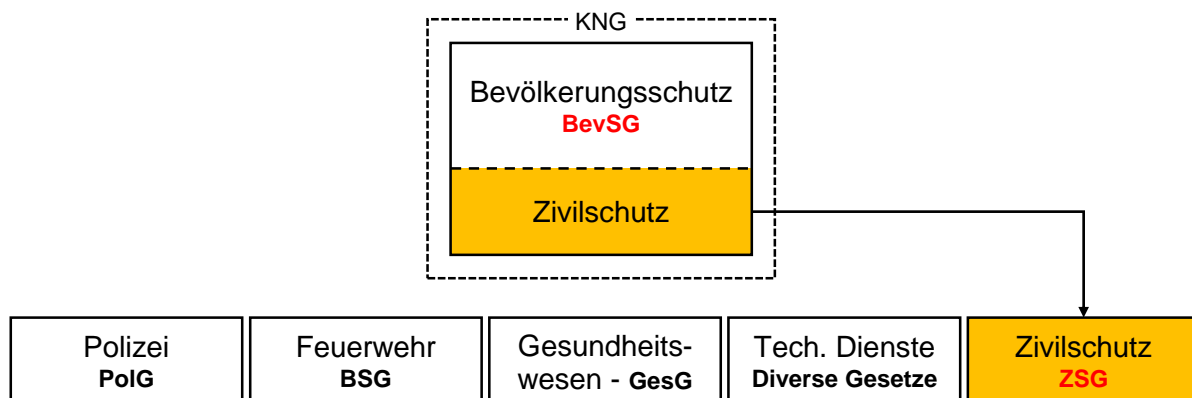 KNG
Bevölkerungsschutz
BevSG
Zivilschutz
Polizei
PolG
Feuerwehr
BSG
Gesundheits-
wesen - GesG
Tech. Dienste
Diverse Gesetze
Zivilschutz
ZSG